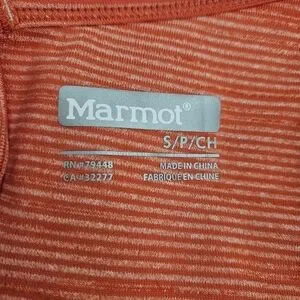 Marmot®
S/P/CH
RN#79448 MADE IN CHINA
CA#32277 FABRIQUÉ EN CHINE